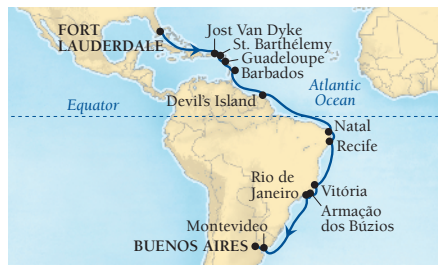 FORT
LAUDERDALE
Jost Van Dyke
St. Barthélemy
Guadeloupe
Barbados
Atlantic
Ocean
Devil's Island
Equator
Natal
Recife
Rio de
Janeiro
Vitória
Armação
dos Búzios
Montevideo
BUENOS AIRES